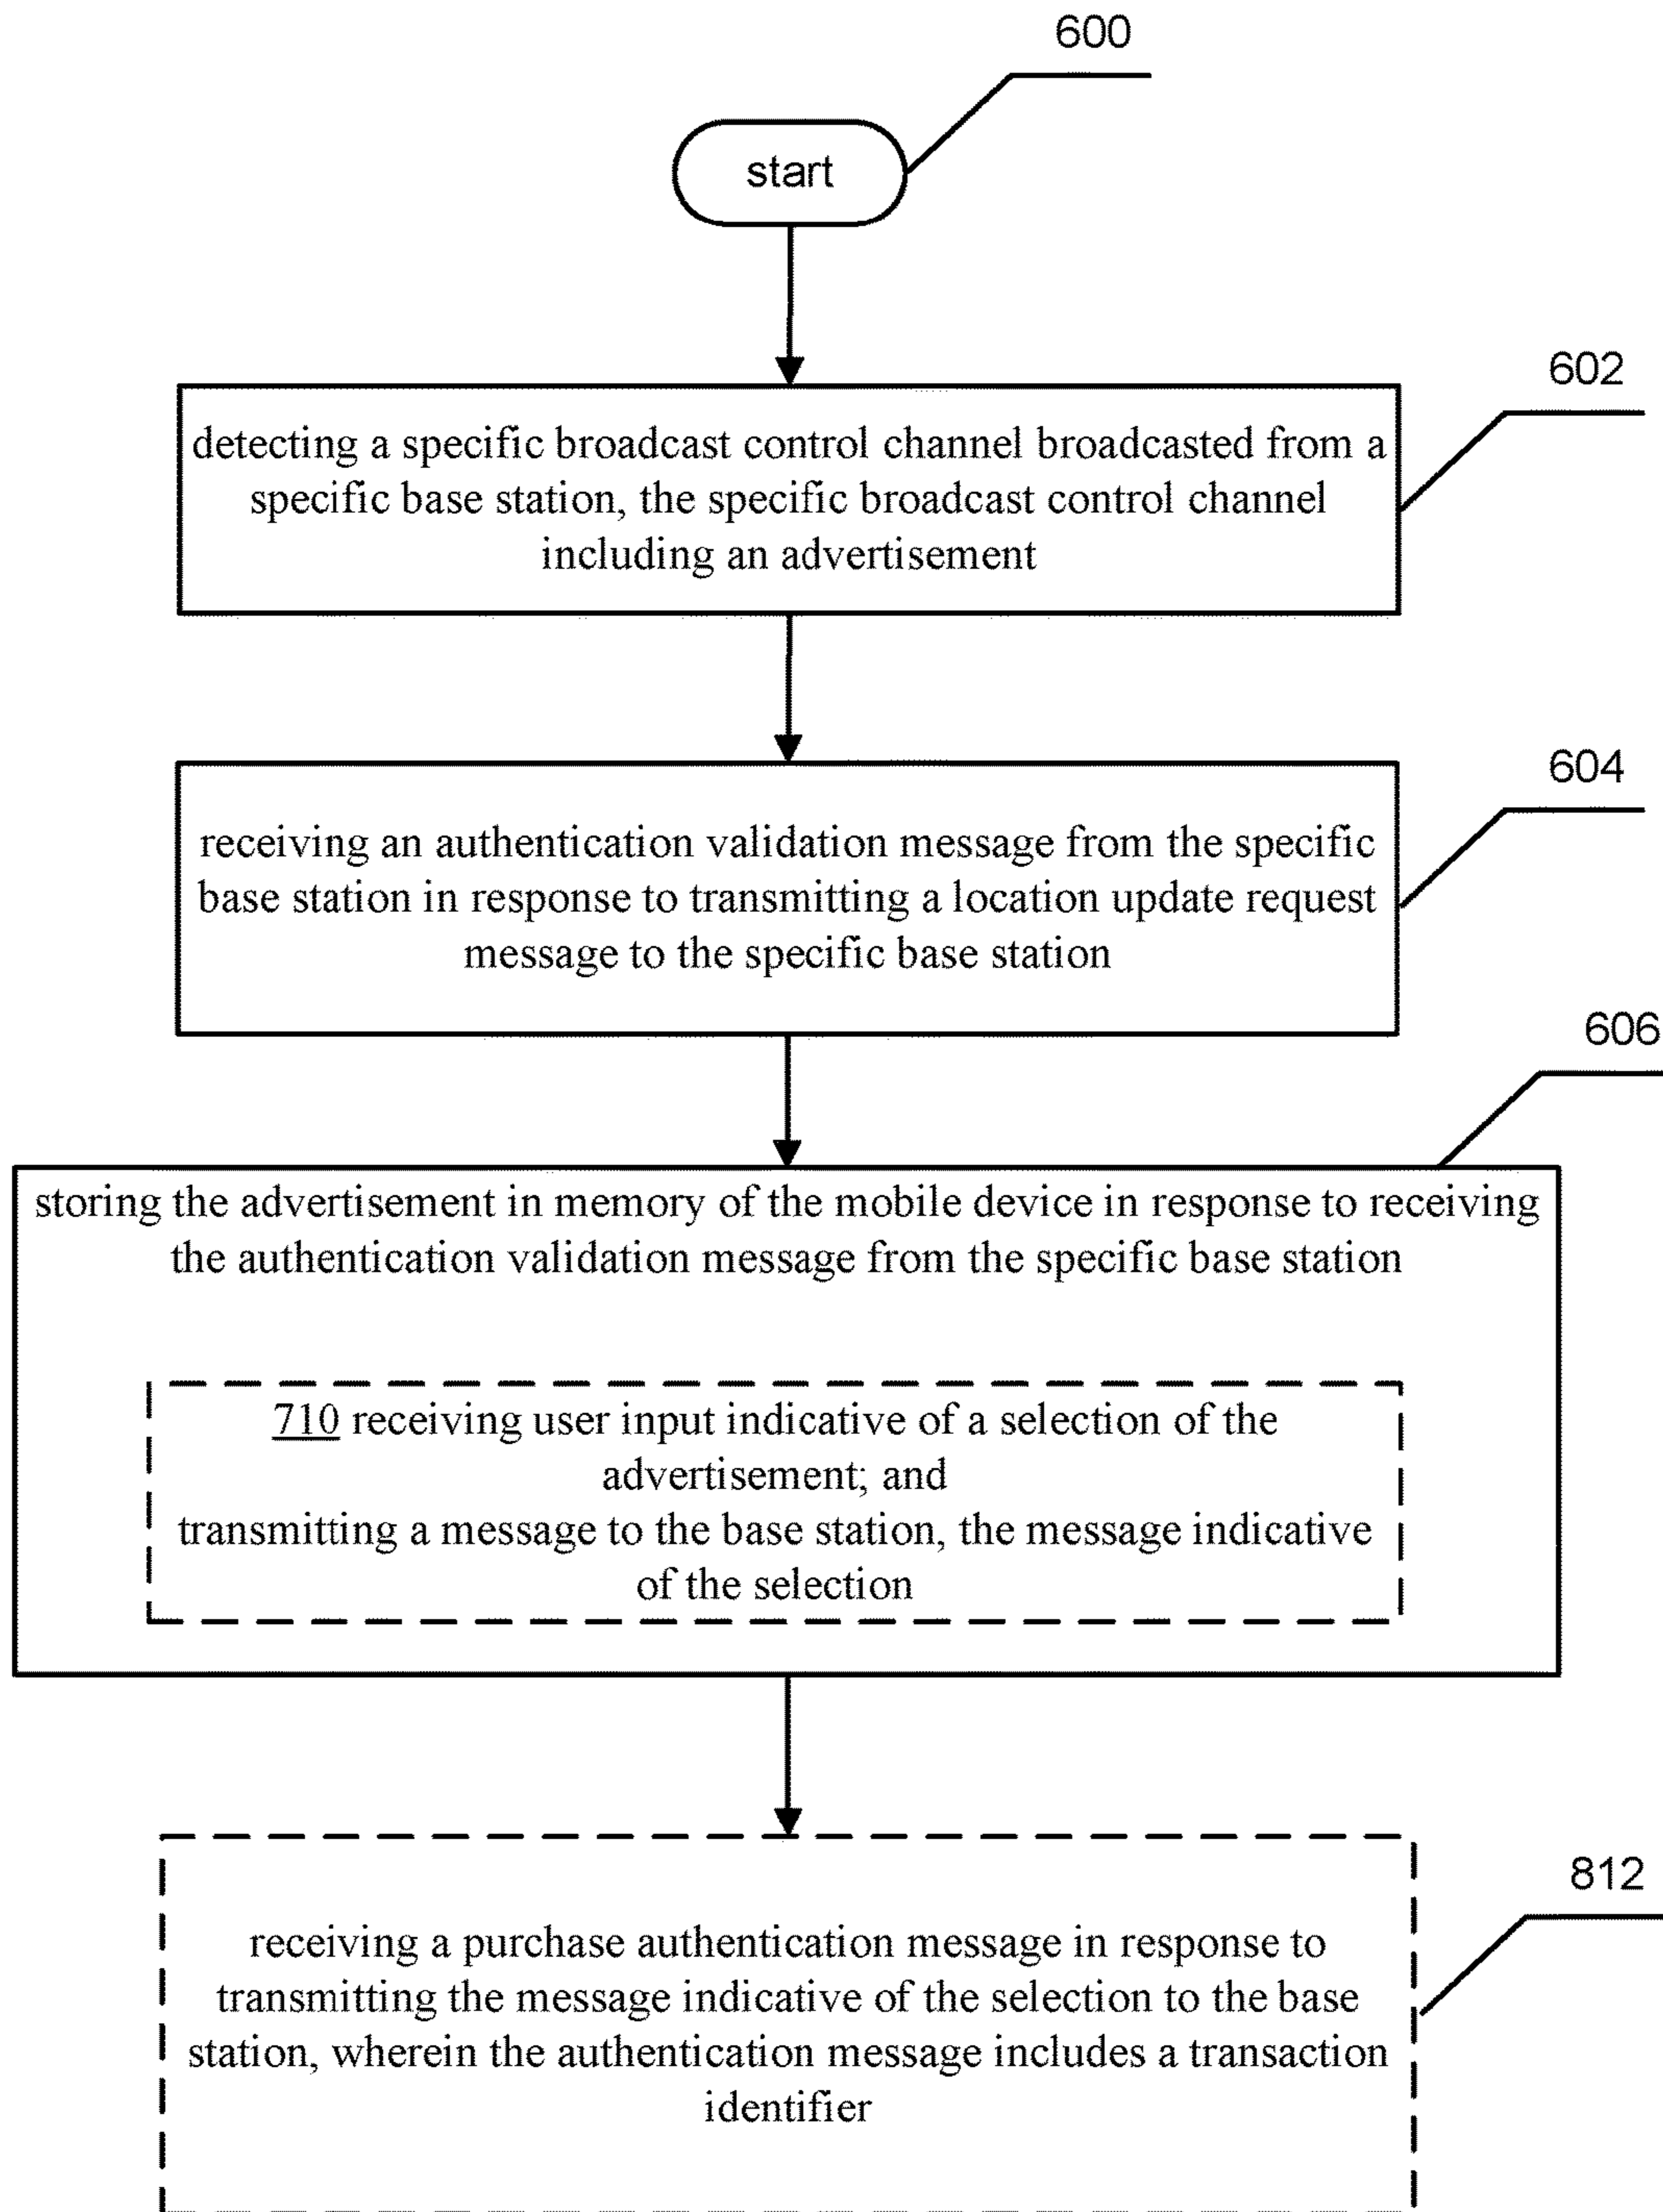 600
start
602
detecting a specific broadcast control channel broadcasted from a
specific base station, the specific broadcast control channel
including an advertisement
604
receiving an authentication validation message from the specific
base station in response to transmitting a location update request
message to the specific base station
606
storing the advertisement in memory of the mobile device in response to receiving
the authentication validation message from the specific base station
710 receiving user input indicative of a selection of the
advertisement; and
transmitting a message to the base station, the message indicative
of the selection
812
receiving a purchase authentication message in response to
transmitting the message indicative of the selection to the base
station, wherein the authentication message includes a transaction
identifier